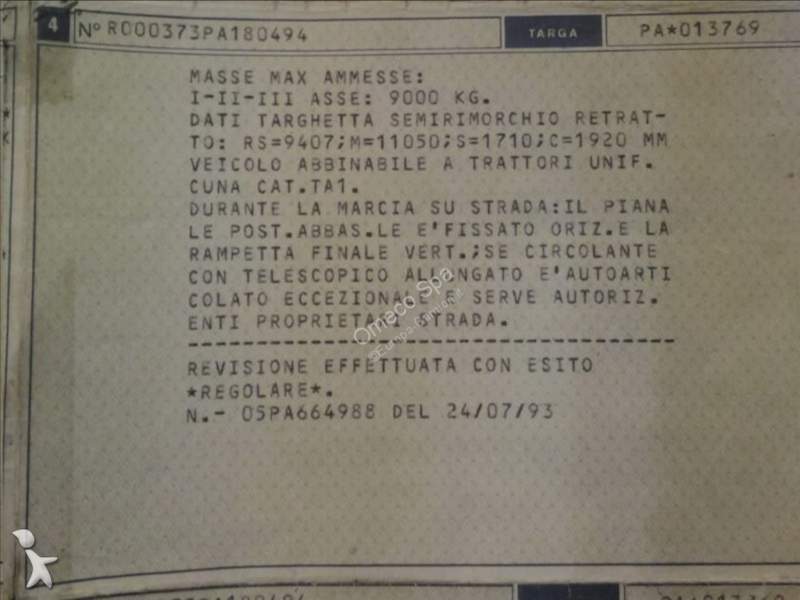 4 Nº R000373PA180494 TARGA PA*013769
MASSE MAX AMMESSE:
I-II-III ASSE: 9000 KG.
DATI TARGHETTA SEMIRIMORCHIO RETRAT-
TO: RS=9407;M=11050;S=1710;C=1920 MM
VEICOLO ABBINABILE A TRATTORI UNIF.
CUNA CAT.TA1.
DURANTE LA MARCIA SU STRADA:IL PIANA
LE POST.ABBAS.LE E'FISSATO ORIZ.E LA
RAMPETTA FINALE VERT.;SE CIRCOLANTE
CON TELESCOPICO ALLUNGATO E'AUTOARTI
COLATO ECCEZIONALE E SERVE AUTORIZ.
ENTI PROPRIETARI STRADA.
Omeco Spa
REVISIONE EFFETTUATA CON ESITO
*REGOLARE*.
N.- 05PA664988 DEL 24/07/93